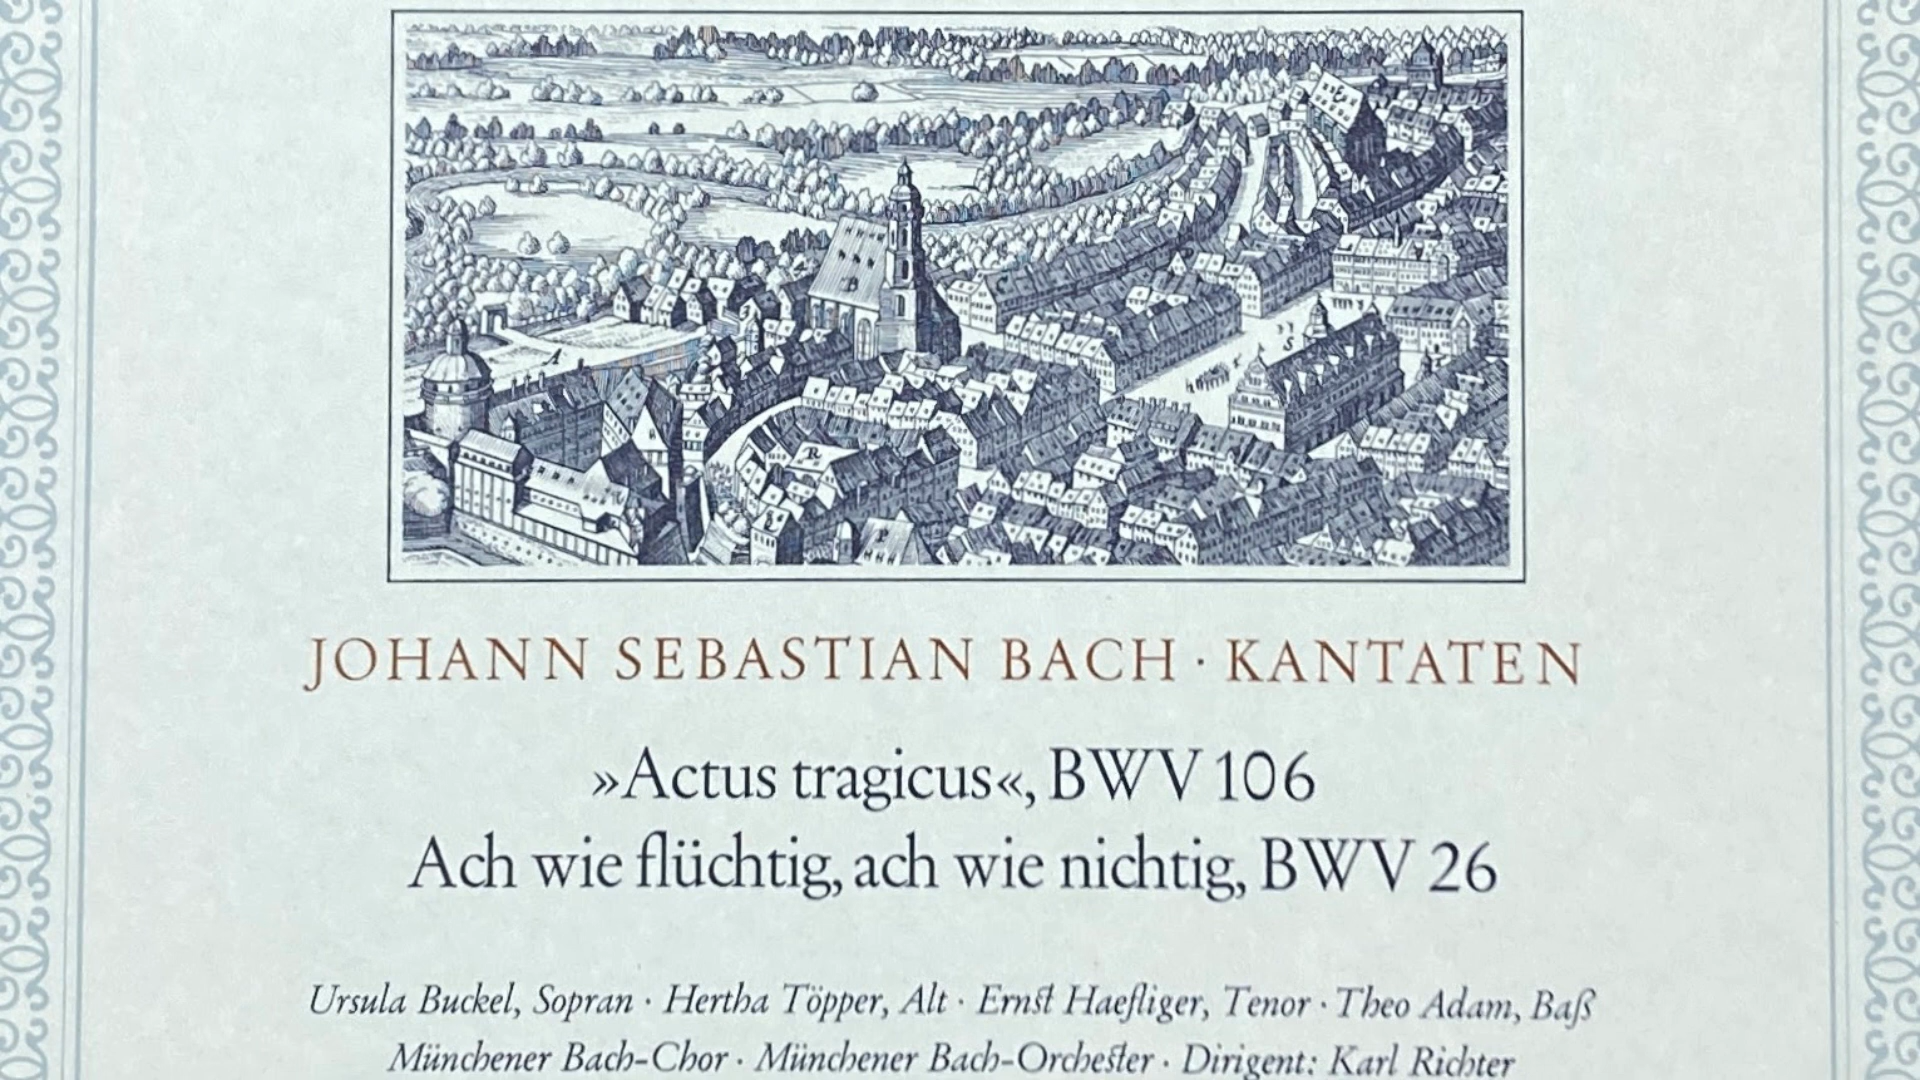 JOHANN SEBASTIAN BACH · KANTATEN
»Actus tragicus«, BWV 106
Ach wie flüchtig, ach wie nichtig, BWV 26
Ursula Buckel, Sopran · Hertha Töpper, Alt · Ernst Haefliger, Tenor · Theo Adam, Baß
Münchener Bach-Chor · Münchener Bach-Orchester · Dirigent: Karl Richter